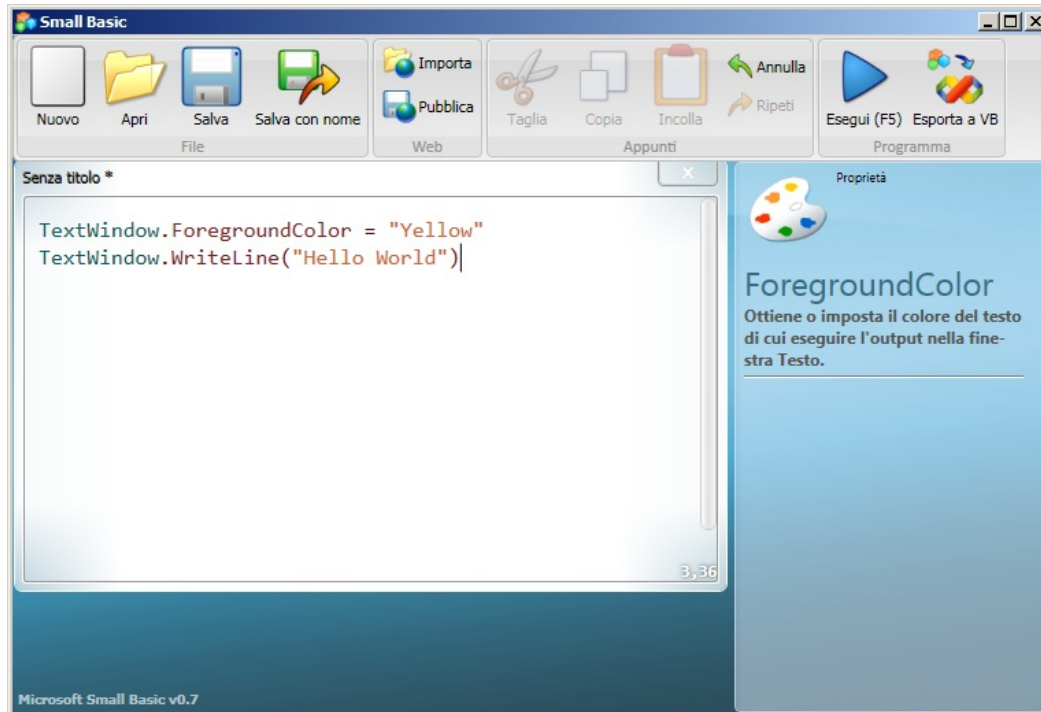 Small Basic
Nuovo
Apri
Salva
Salva con nome
File
Importa
Pubblica
Web
Taglia
Copia
Incolla
Annulla
Ripeti
Appunti
Esegui (F5)
Esporta a VB
Programma
Senza titolo *
X
TextWindow.ForegroundColor = "Yellow"
TextWindow.WriteLine("Hello World")
3,36
Proprietà
ForegroundColor
Ottiene o imposta il colore del testo
di cui eseguire l'output nella fine-
stra Testo.
Microsoft Small Basic v0.7